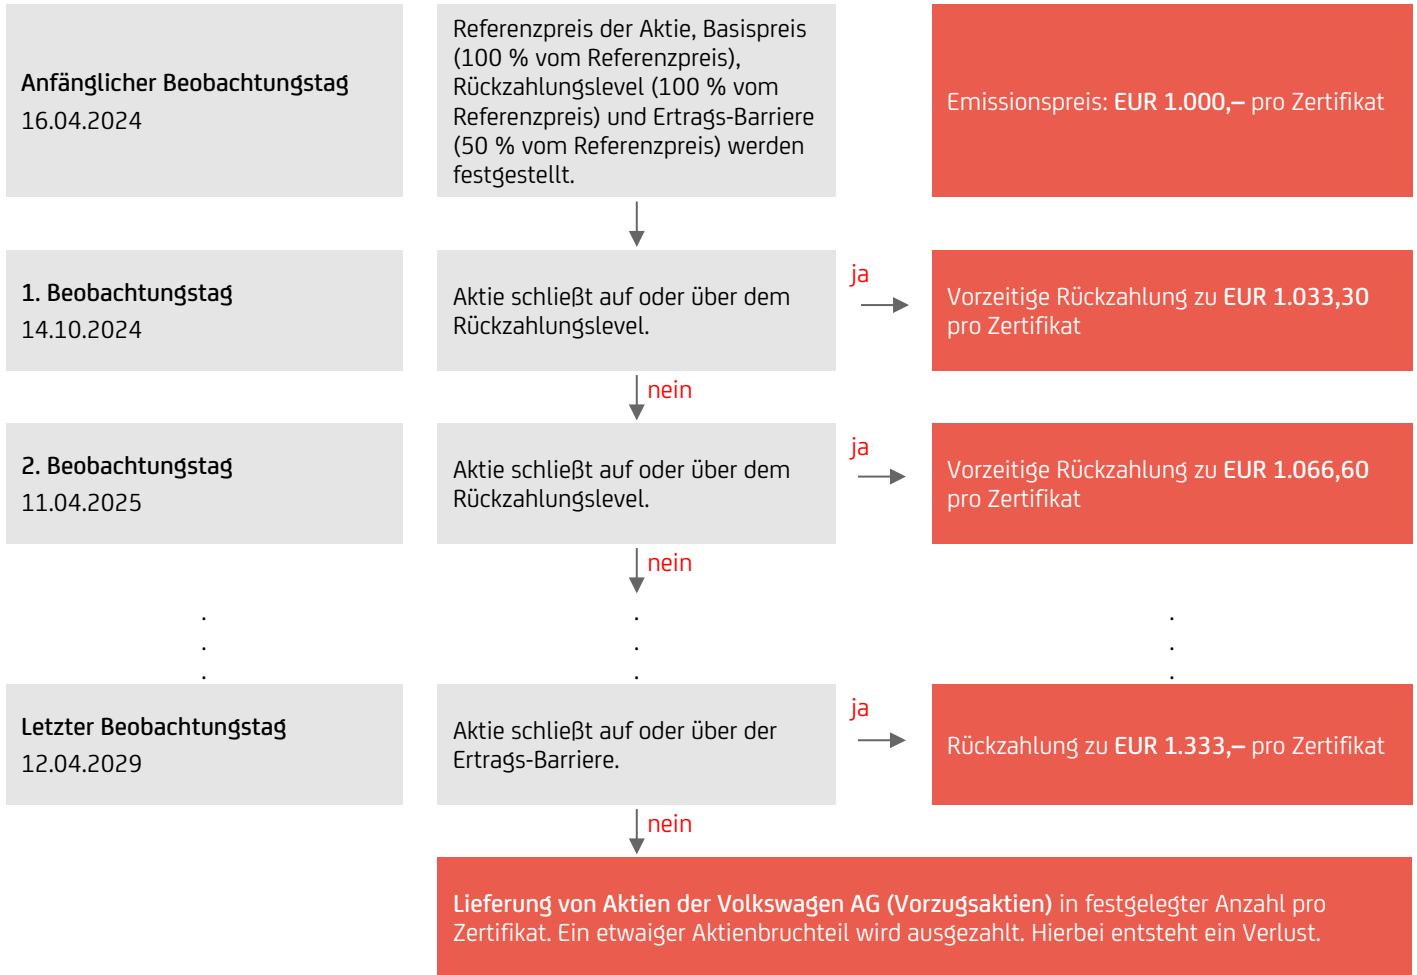 Anfänglicher Beobachtungstag
16.04.2024
Referenzpreis der Aktie, Basispreis
(100 % vom Referenzpreis),
Rückzahlungslevel (100 % vom
Referenzpreis) und Ertrags-Barriere
(50 % vom Referenzpreis) werden
festgestellt.
Emissionspreis: EUR 1.000,– pro Zertifikat
1. Beobachtungstag
14.10.2024
Aktie schließt auf oder über dem
Rückzahlungslevel.
ja
Vorzeitige Rückzahlung zu EUR 1.033,30
pro Zertifikat
nein
2. Beobachtungstag
11.04.2025
Aktie schließt auf oder über dem
Rückzahlungslevel.
ja
Vorzeitige Rückzahlung zu EUR 1.066,60
pro Zertifikat
nein
. . .
. . .
. . .
Letzter Beobachtungstag
12.04.2029
Aktie schließt auf oder über der
Ertrags-Barriere.
ja
Rückzahlung zu EUR 1.333,– pro Zertifikat
nein
Lieferung von Aktien der Volkswagen AG (Vorzugsaktien) in festgelegter Anzahl pro
Zertifikat. Ein etwaiger Aktienbruchteil wird ausgezahlt. Hierbei entsteht ein Verlust.